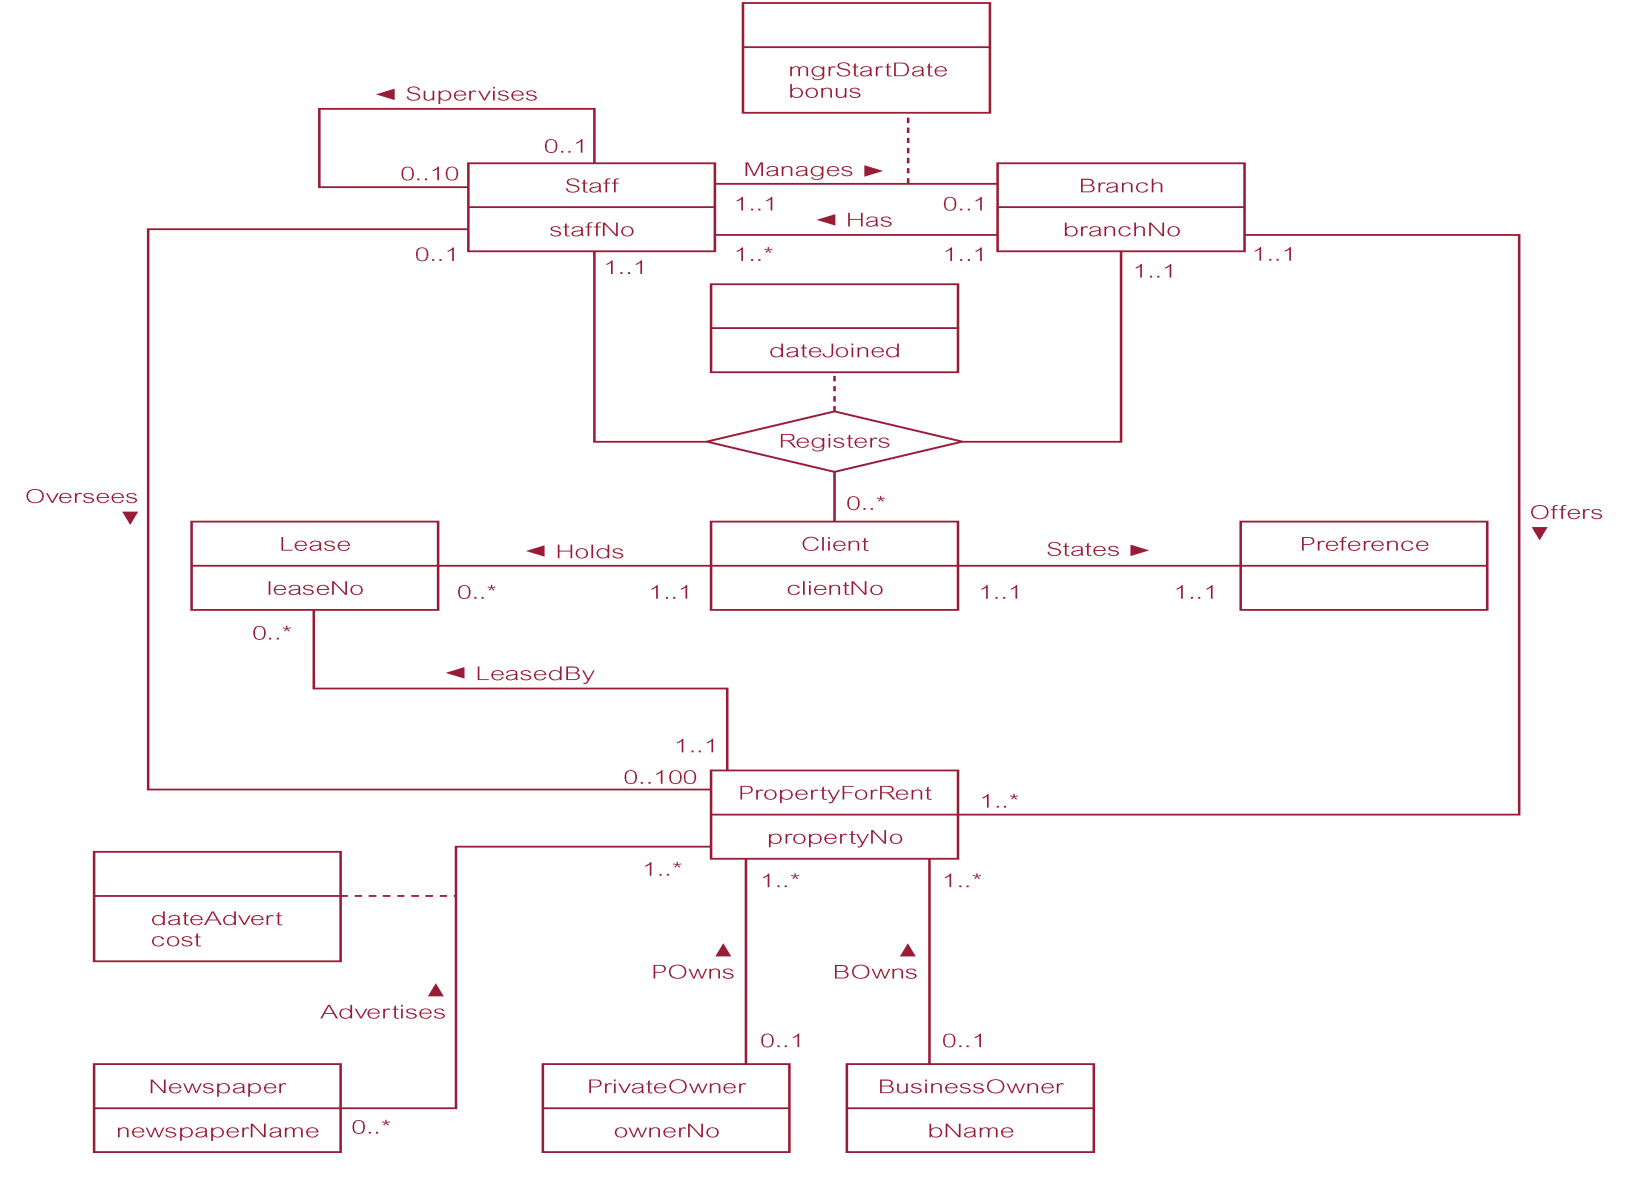 mgrStartDate
bonus
Supervises
0..1
0..10
Staff
staffNo
Manages
1..1
0..1
Has
1..*
1..1
Branch
branchNo
0..1
1..1
1..1
1..1
dateJoined
Registers
0..*
Oversees
Offers
Lease
leaseNo
Holds
0..*
1..1
Client
clientNo
States
1..1
1..1
Preference
0..*
LeasedBy
1..1
0..100
PropertyForRent
propertyNo
1..*
1..*
1..*
1..*
dateAdvert
cost
Advertises
POwns
BOwns
0..1
0..1
Newspaper
newspaperName
0..*
PrivateOwner
ownerNo
BusinessOwner
bName